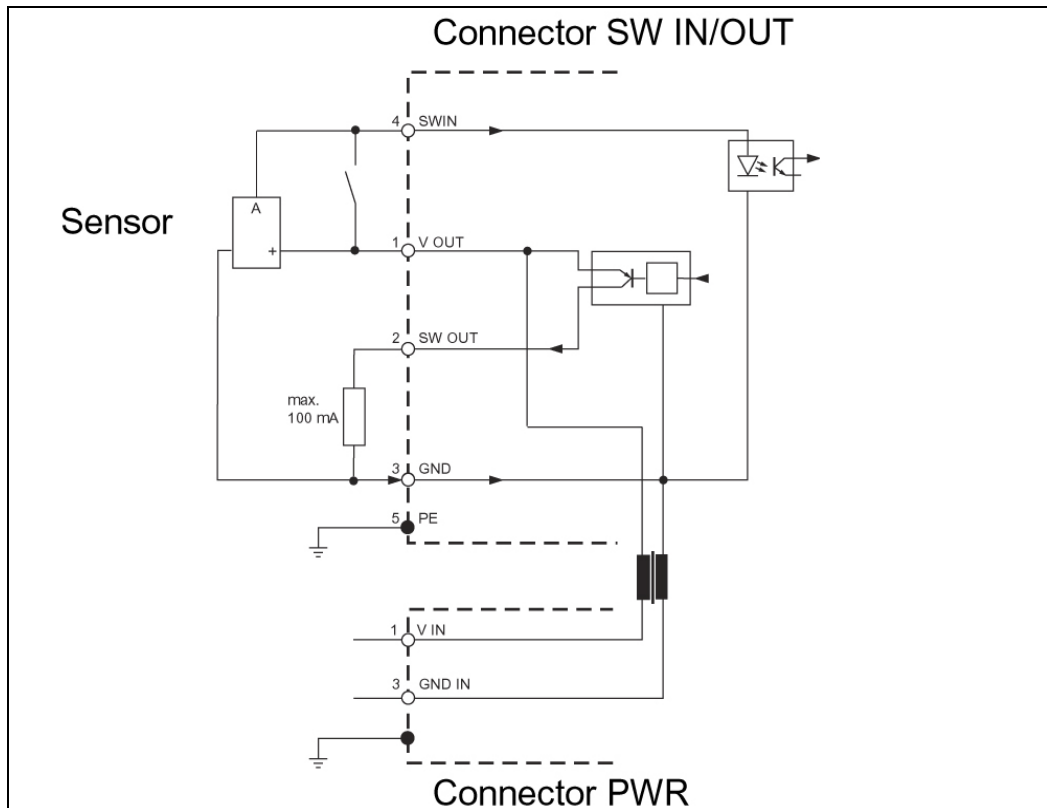 Connector SW IN/OUT
4 SWIN
A
Sensor
+
1 V OUT
2 SW OUT
max.
100 mA
3 GND
5 PE
1 V IN
3 GND IN
Connector PWR